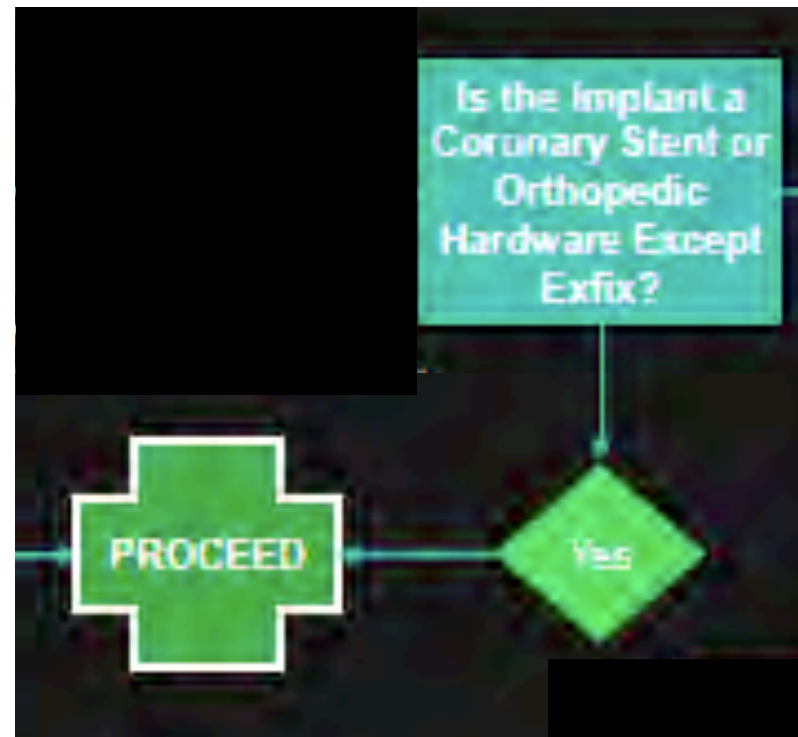 Is the Implant a
Coronary Stent or
Orthopedic
Hardware Except
Exfix?
PROCEED
Yes